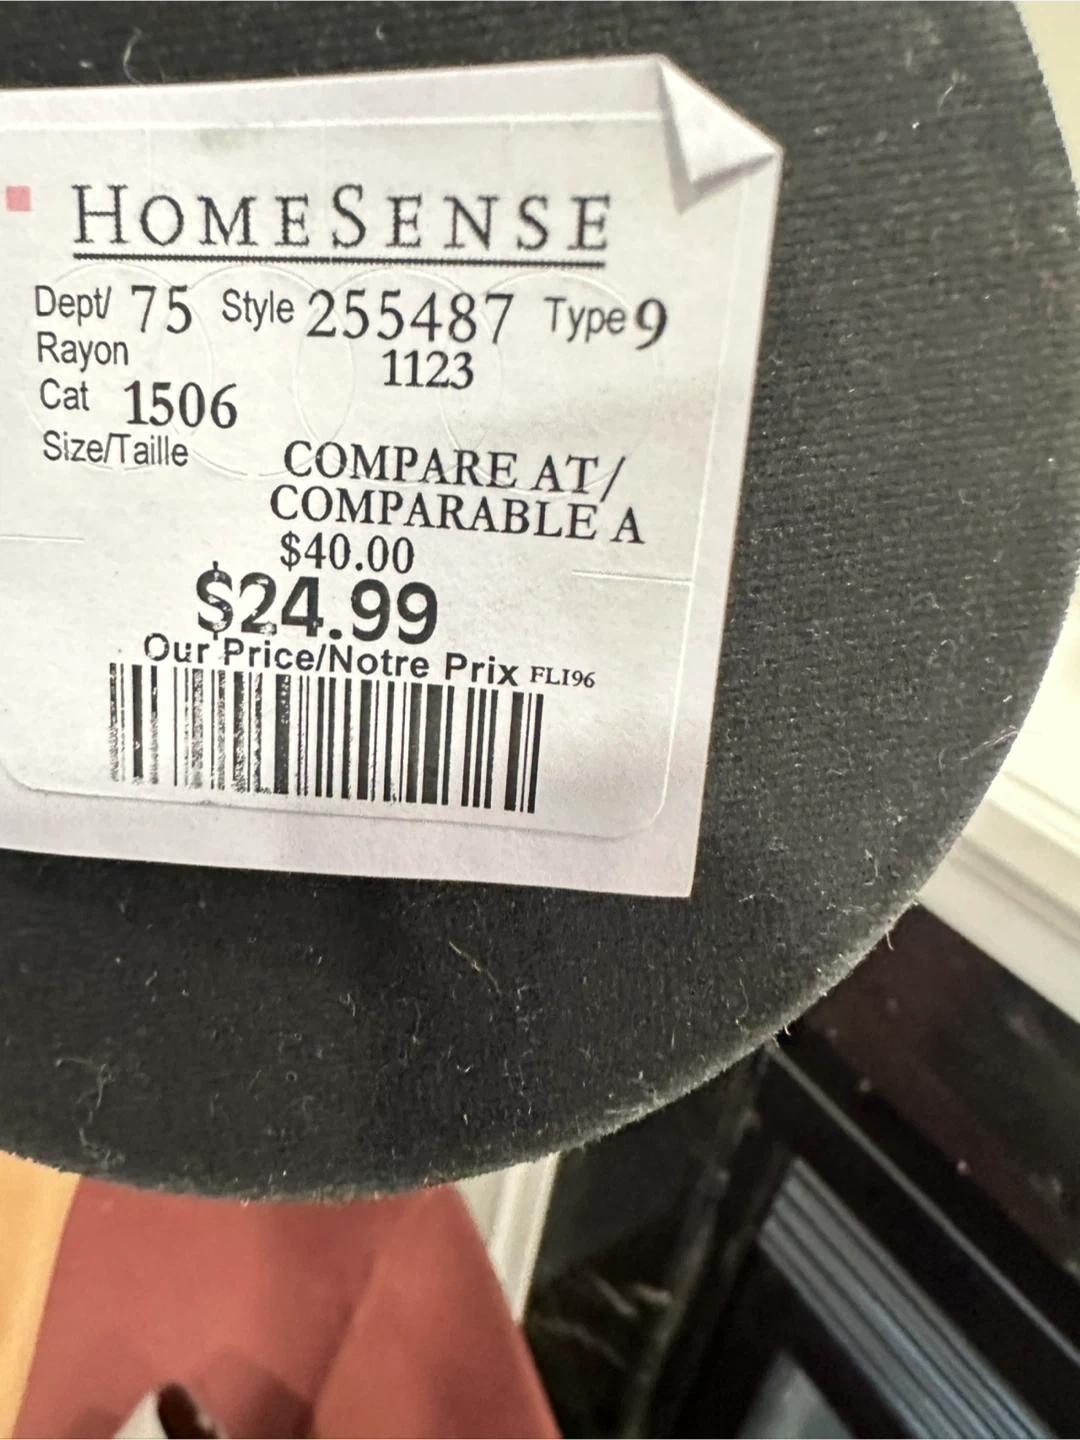 HOMESENSE
Dept/ 75 Style 255487 Type 9
Rayon 1123
Cat 1506
Size/Taille
COMPARE AT/
COMPARABLE A
$40.00
$24.99
Our Price/Notre Prix FLI96